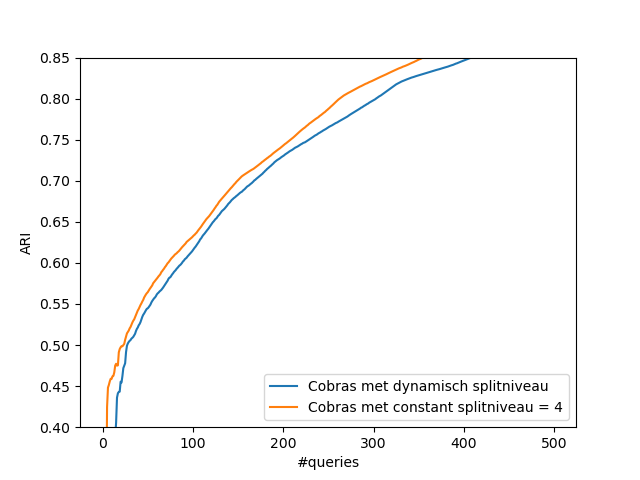 0.85
0.80
0.75
0.70
0.65
0.60
0.55
0.50
0.45
0.40
ARI
0 100 200 300 400 500
#queries
Cobras met dynamisch splitniveau
Cobras met constant splitniveau = 4